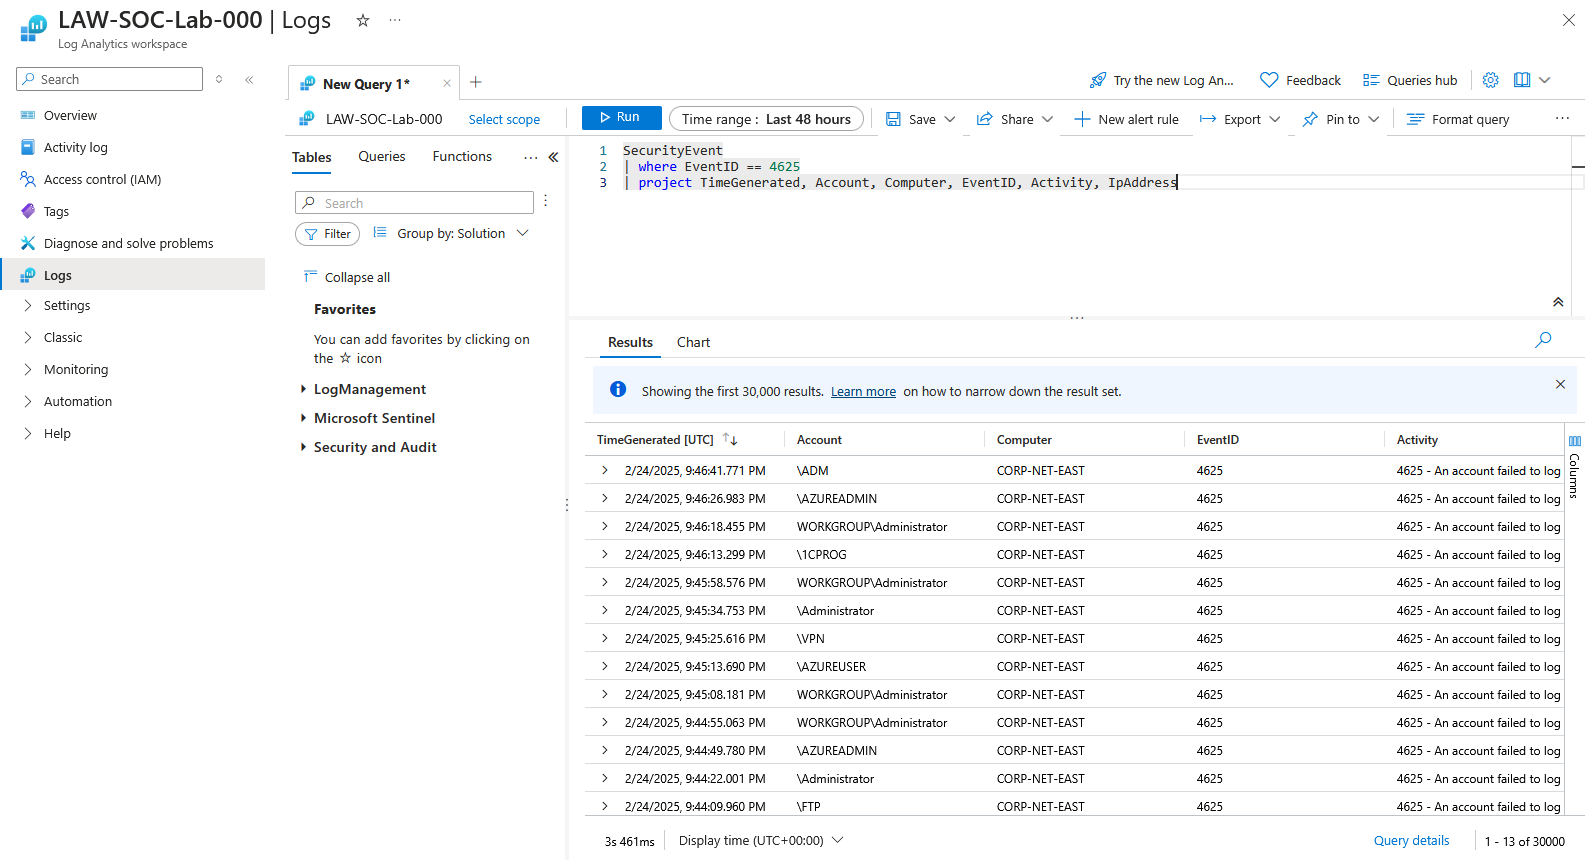 LAW-SOC-Lab-000 | Logs
Log Analytics workspace
Search
Overview
Activity log
Access control (IAM)
Tags
Diagnose and solve problems
Logs
Settings
Classic
Monitoring
Automation
Help
New Query 1*
Try the new Log An...
Feedback
Queries hub
LAW-SOC-Lab-000
Select scope
Run
Time range : Last 48 hours
Save
Share
New alert rule
Export
Pin to
Format query
Tables
Queries
Functions
Search
Filter
Group by: Solution
Collapse all
Favorites
You can add favorites by clicking on
the ☆ icon
LogManagement
Microsoft Sentinel
Security and Audit
1 SecurityEvent
2 | where EventID == 4625
3 | project TimeGenerated, Account, Computer, EventID, Activity, IpAddress
Results
Chart
Showing the first 30,000 results. Learn more on how to narrow down the result set.
TimeGenerated [UTC] Account Computer EventID Activity
2/24/2025, 9:46:41.771 PM \ADM CORP-NET-EAST 4625 4625 - An account failed to log
2/24/2025, 9:46:26.983 PM \AZUREADMIN CORP-NET-EAST 4625 4625 - An account failed to log
2/24/2025, 9:46:18.455 PM WORKGROUP\Administrator CORP-NET-EAST 4625 4625 - An account failed to log
2/24/2025, 9:46:13.299 PM \1CPROG CORP-NET-EAST 4625 4625 - An account failed to log
2/24/2025, 9:45:58.576 PM WORKGROUP\Administrator CORP-NET-EAST 4625 4625 - An account failed to log
2/24/2025, 9:45:34.753 PM \Administrator CORP-NET-EAST 4625 4625 - An account failed to log
2/24/2025, 9:45:25.616 PM \VPN CORP-NET-EAST 4625 4625 - An account failed to log
2/24/2025, 9:45:13.690 PM \AZUREUSER CORP-NET-EAST 4625 4625 - An account failed to log
2/24/2025, 9:45:08.181 PM WORKGROUP\Administrator CORP-NET-EAST 4625 4625 - An account failed to log
2/24/2025, 9:44:55.063 PM WORKGROUP\Administrator CORP-NET-EAST 4625 4625 - An account failed to log
2/24/2025, 9:44:49.780 PM \AZUREADMIN CORP-NET-EAST 4625 4625 - An account failed to log
2/24/2025, 9:44:22.001 PM \Administrator CORP-NET-EAST 4625 4625 - An account failed to log
2/24/2025, 9:44:09.960 PM \FTP CORP-NET-EAST 4625 4625 - An account failed to log
Columns
3s 461ms
Display time (UTC+00:00)
Query details
1 - 13 of 30000